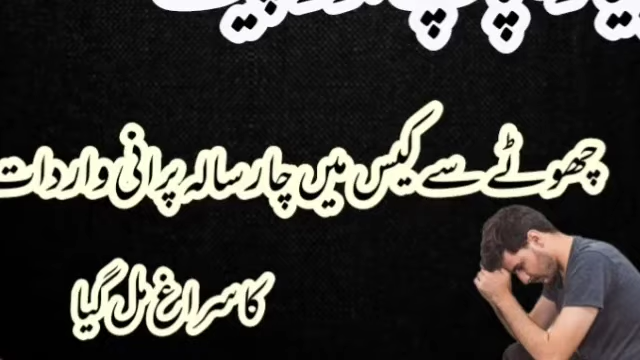 چھوٹے سے کیس میں چار سالہ پرانی واردات
کا سراغ مل گیا